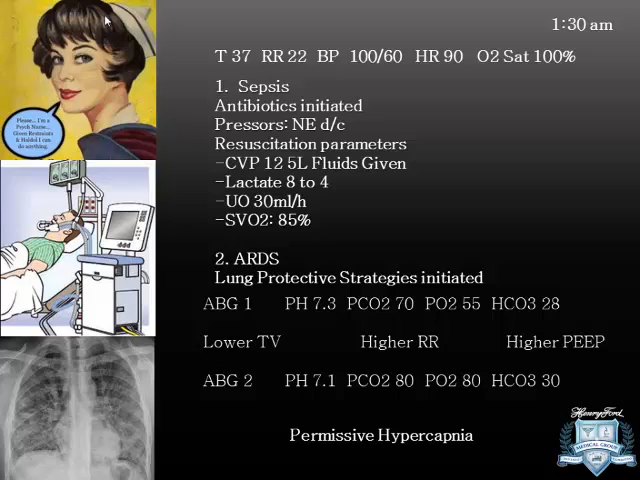 1:30 am
T 37 RR 22 BP 100/60 HR 90 O2 Sat 100%
1. Sepsis
Antibiotics initiated
Pressors: NE d/c
Resuscitation parameters
-CVP 12 5L Fluids Given
-Lactate 8 to 4
-UO 30ml/h
-SVO2: 85%
2. ARDS
Lung Protective Strategies initiated
ABG 1 PH 7.3 PCO2 70 PO2 55 HCO3 28
Lower TV Higher RR Higher PEEP
ABG 2 PH 7.1 PCO2 80 PO2 80 HCO3 30
Permissive Hypercapnia
Please... I'm a
Psych Nurse...
Given Restraints
& Haldol I can
do anything.
Henry Ford
MEDICAL GROUP